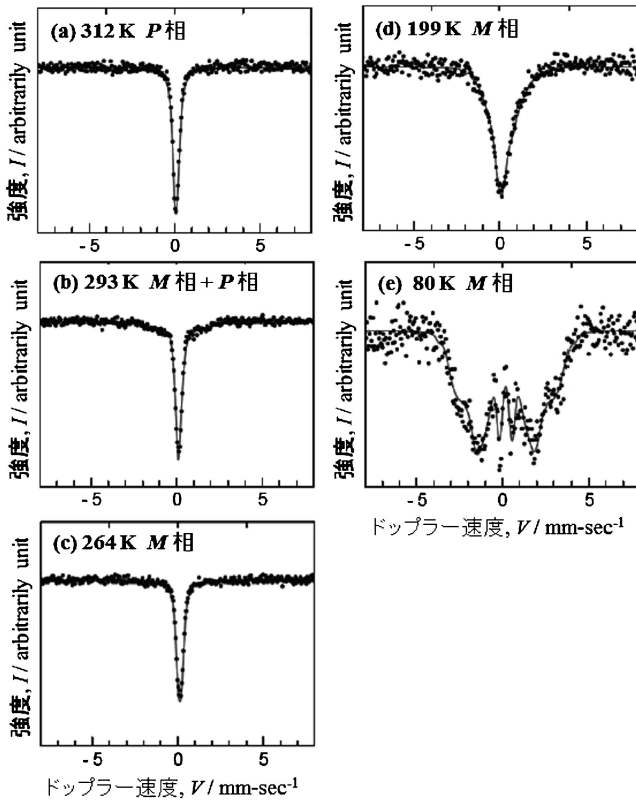 (a) 312 K P相
強度, I / arbitrarily unit
-5 0 5
(b) 293 K M相 + P相
強度, I / arbitrarily unit
-5 0 5
(c) 264 K M相
強度, I / arbitrarily unit
-5 0 5
ドップラー速度, V / mm-sec⁻¹
(d) 199 K M相
強度, I / arbitrarily unit
-5 0 5
(e) 80 K M相
強度, I / arbitrarily unit
-5 0 5
ドップラー速度, V / mm-sec⁻¹